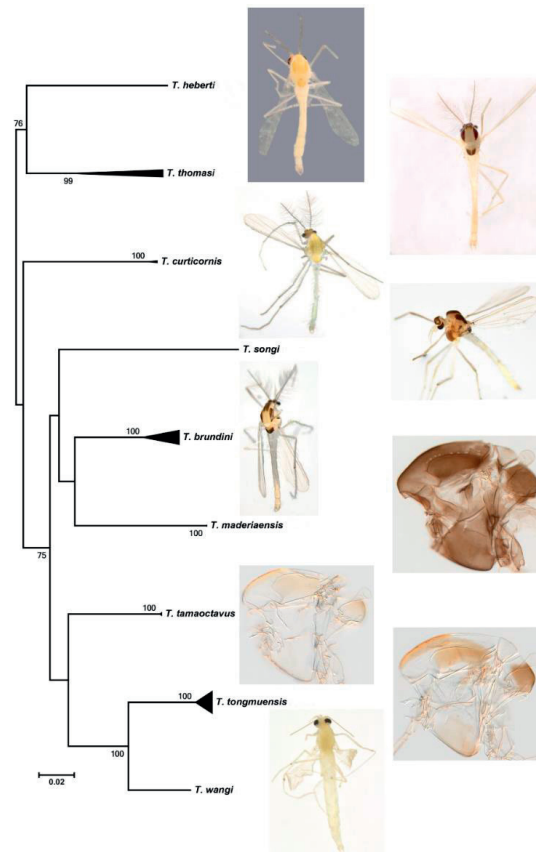 T. heberti
76
T. thomasi
99
100
T. curticornis
T. songi
100
T. brundini
T. maderiaensis
100
75
100
T. tamaoctavus
100
T. tongmuensis
100
0.02
T. wangi